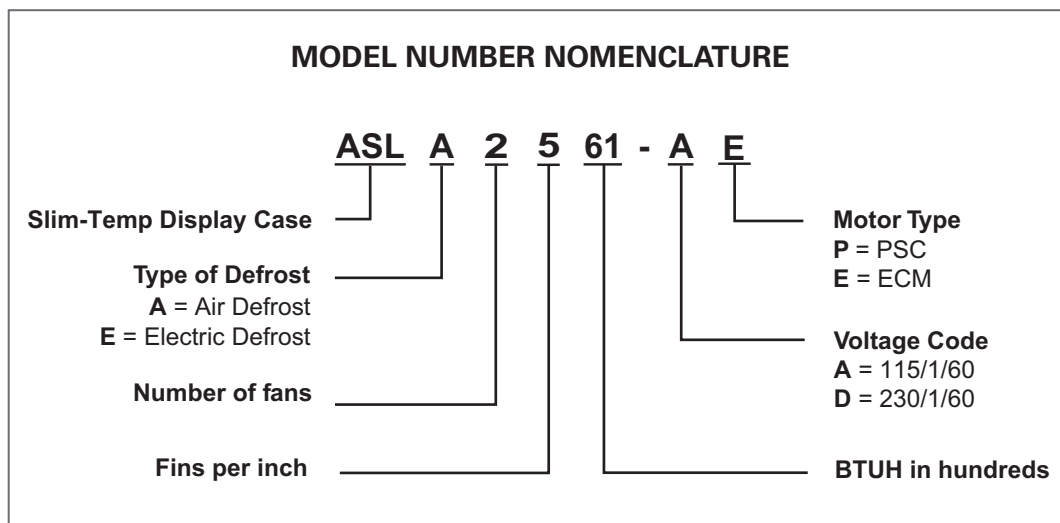 MODEL NUMBER NOMENCLATURE
ASL A 2 5 61 - A E
Slim-Temp Display Case
Type of Defrost
A = Air Defrost
E = Electric Defrost
Number of fans
Fins per inch
Motor Type
P = PSC
E = ECM
Voltage Code
A = 115/1/60
D = 230/1/60
BTUH in hundreds